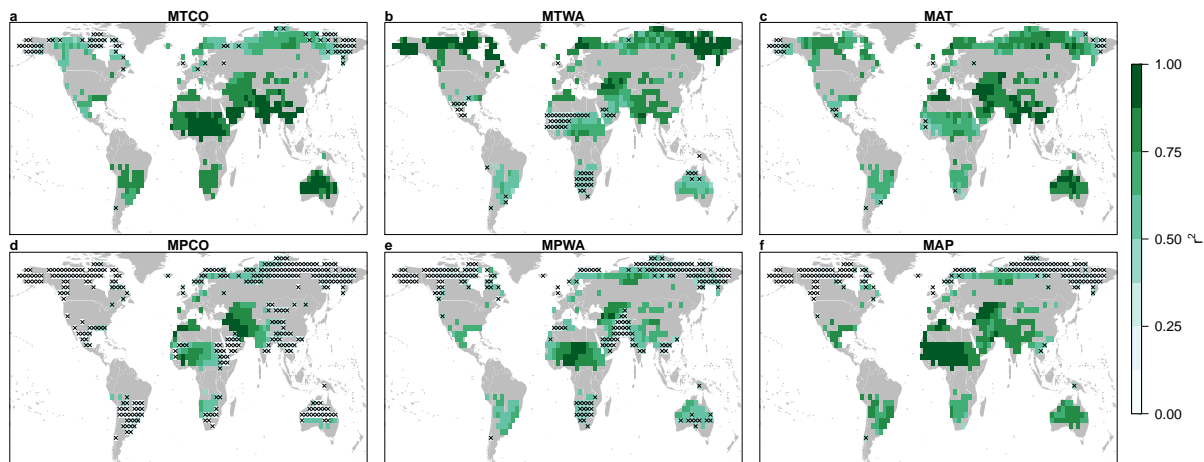 a MTCO
b MTWA
c MAT
d MPCO
e MPWA
f MAP
1.00
0.75
0.50
0.25
0.00
r²